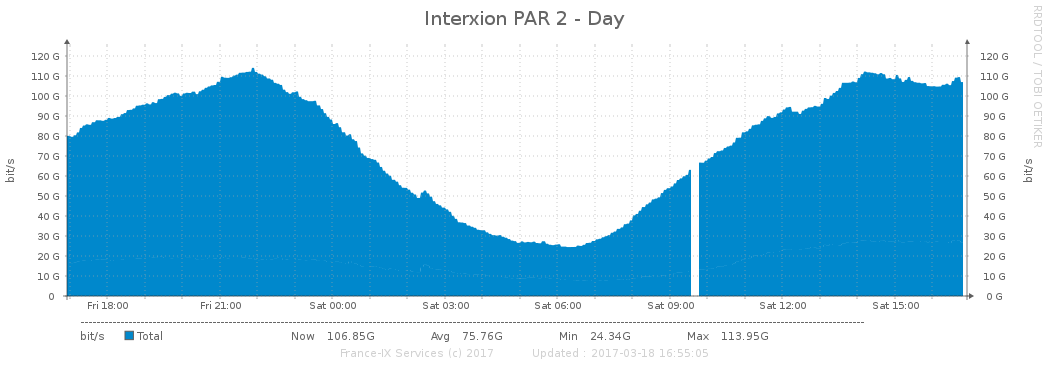 Interxion PAR 2 - Day
RRDTOOL / TOBI OETIKER
120 G 120 G
110 G 110 G
100 G 100 G
90 G 90 G
80 G 80 G
70 G 70 G
60 G 60 G
50 G 50 G
40 G 40 G
30 G 30 G
20 G 20 G
10 G 10 G
0 0 G
bit/s bit/s
Fri 18:00 Fri 21:00 Sat 00:00 Sat 03:00 Sat 06:00 Sat 09:00 Sat 12:00 Sat 15:00
bit/s Total Now 106.85G Avg 75.76G Min 24.34G Max 113.95G
France-IX Services (c) 2017 Updated : 2017-03-18 16:55:05